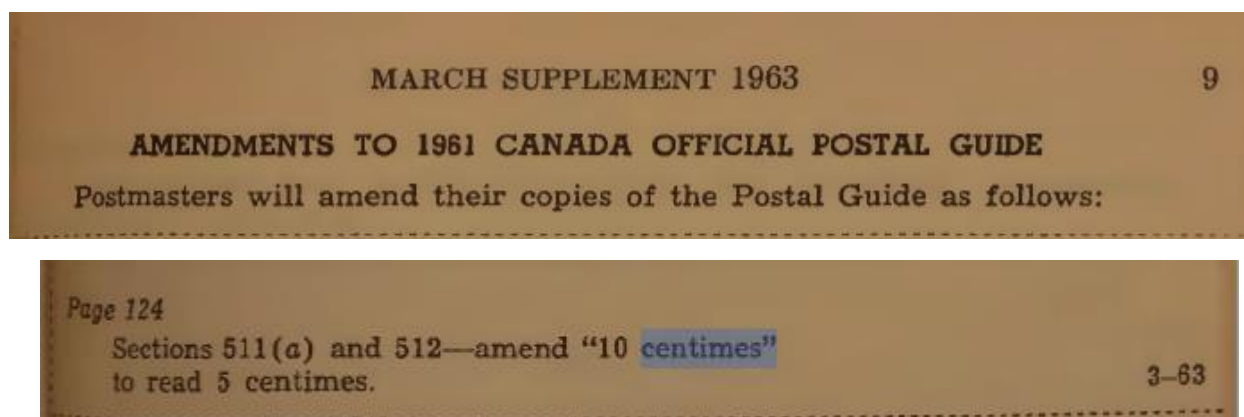 MARCH SUPPLEMENT 1963 9
AMENDMENTS TO 1961 CANADA OFFICIAL POSTAL GUIDE
Postmasters will amend their copies of the Postal Guide as follows:
Page 124
Sections 511(a) and 512—amend “10 centimes”
to read 5 centimes.
3–63